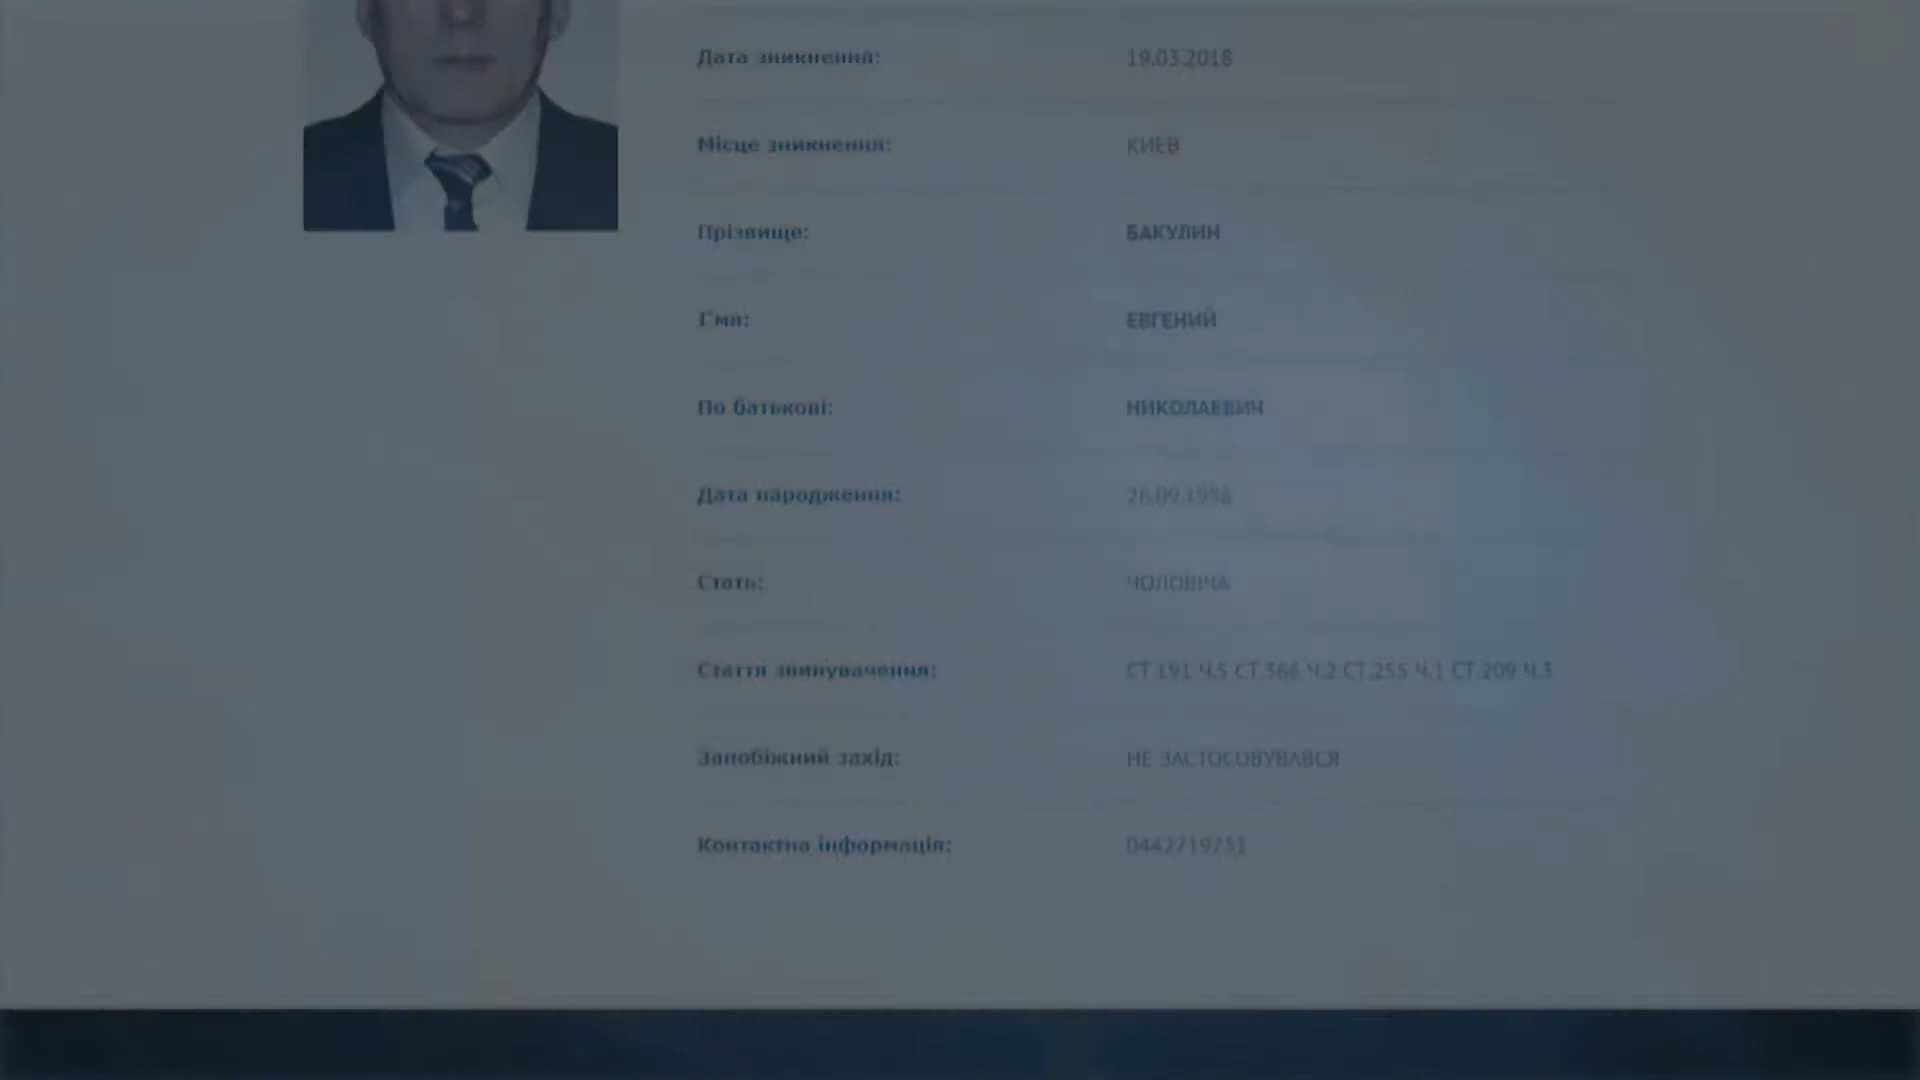 Дата зникнення: 19.03.2018
Місце зникнення: КИЕВ
Прізвище: БАКУЛИН
Ім'я: ЕВГЕНИЙ
По батькові: НИКОЛАЕВИЧ
Дата народження: 26.09.1956
Стать: ЧОЛОВІЧА
Стаття звинувачення: СТ.191 Ч.5 СТ.366 Ч.2 СТ.255 Ч.1 СТ.209 Ч.3
Запобіжний захід: НЕ ЗАСТОСОВУВАВСЯ
Контактна інформація: 0442719731